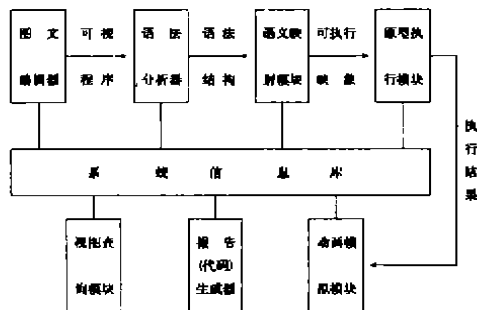 图文 可视 语法 语法 语义映 可执行 原型执
编辑器 程序 分析器 结构 射模块 映象 行模块
执行结果
系统信息库
视图查 报告 动画模
询模块 (代码) 拟模块
生成器